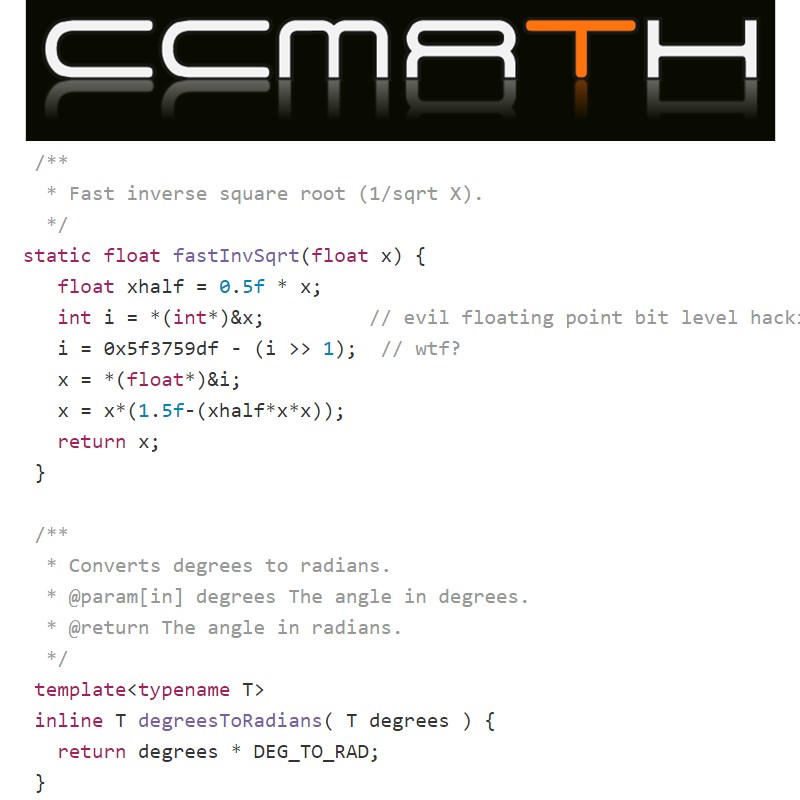 CCMATH
/**
 * Fast inverse square root (1/sqrt X).
 */
static float fastInvSqrt(float x) {
   float xhalf = 0.5f * x;
   int i = *(int*)&x;         // evil floating point bit level hacki
   i = 0x5f3759df - (i >> 1);  // wtf?
   x = *(float*)&i;
   x = x*(1.5f-(xhalf*x*x));
   return x;
}
/**
 * Converts degrees to radians.
 * @param[in] degrees The angle in degrees.
 * @return The angle in radians.
 */
template<typename T>
inline T degreesToRadians( T degrees ) {
   return degrees * DEG_TO_RAD;
}